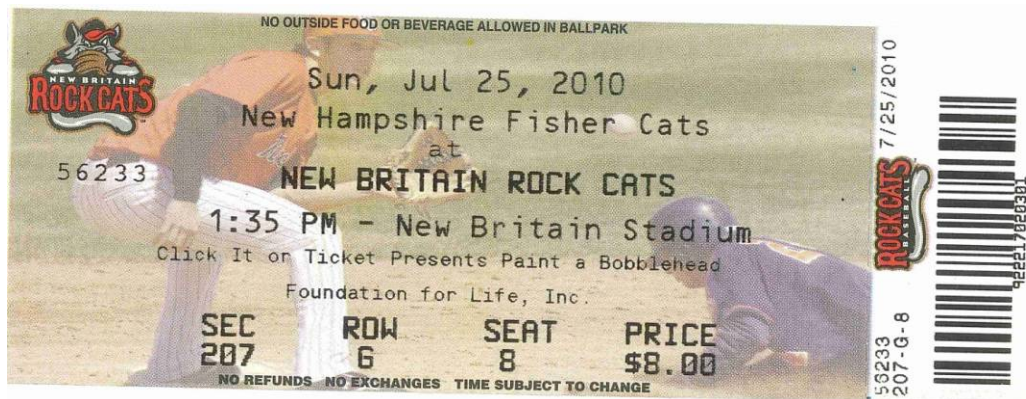 NO OUTSIDE FOOD OR BEVERAGE ALLOWED IN BALLPARK
NEW BRITAIN
ROCK CATS
Sun, Jul 25, 2010
New Hampshire Fisher Cats
at
56233
NEW BRITAIN ROCK CATS
1:35 PM - New Britain Stadium
Click It or Ticket Presents Paint a Bobblehead
Foundation for Life, Inc.
SEC ROW SEAT PRICE
207 G 8 $8.00
NO REFUNDS NO EXCHANGES TIME SUBJECT TO CHANGE
7/25/2010
ROCK CATS
BASEBALL
56233
207-G-8
922217020301